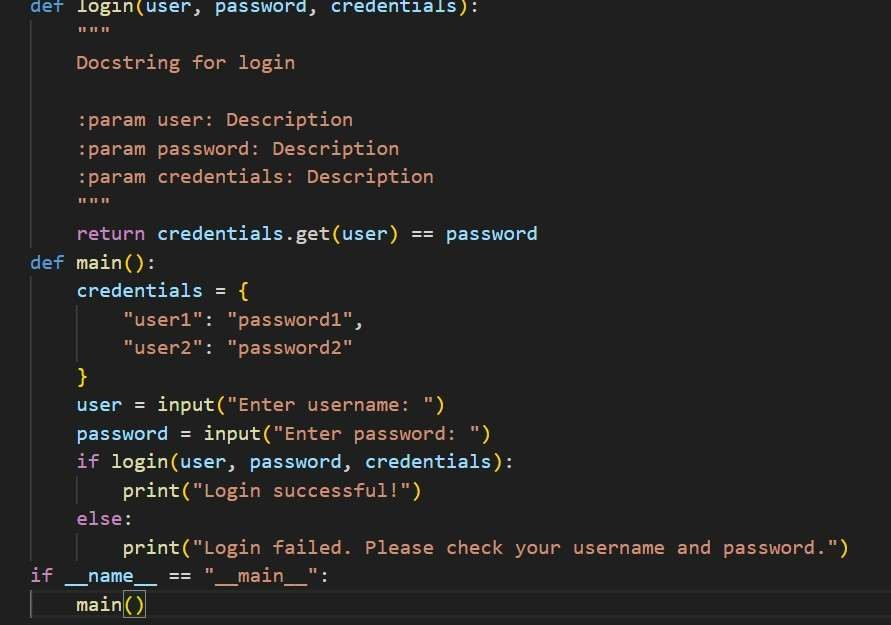 def login(user, password, credentials):
    """
    Docstring for login

    :param user: Description
    :param password: Description
    :param credentials: Description
    """
    return credentials.get(user) == password
def main():
    credentials = {
        "user1": "password1",
        "user2": "password2"
    }
    user = input("Enter username: ")
    password = input("Enter password: ")
    if login(user, password, credentials):
        print("Login successful!")
    else:
        print("Login failed. Please check your username and password.")
if __name__ == "__main__":
    main()